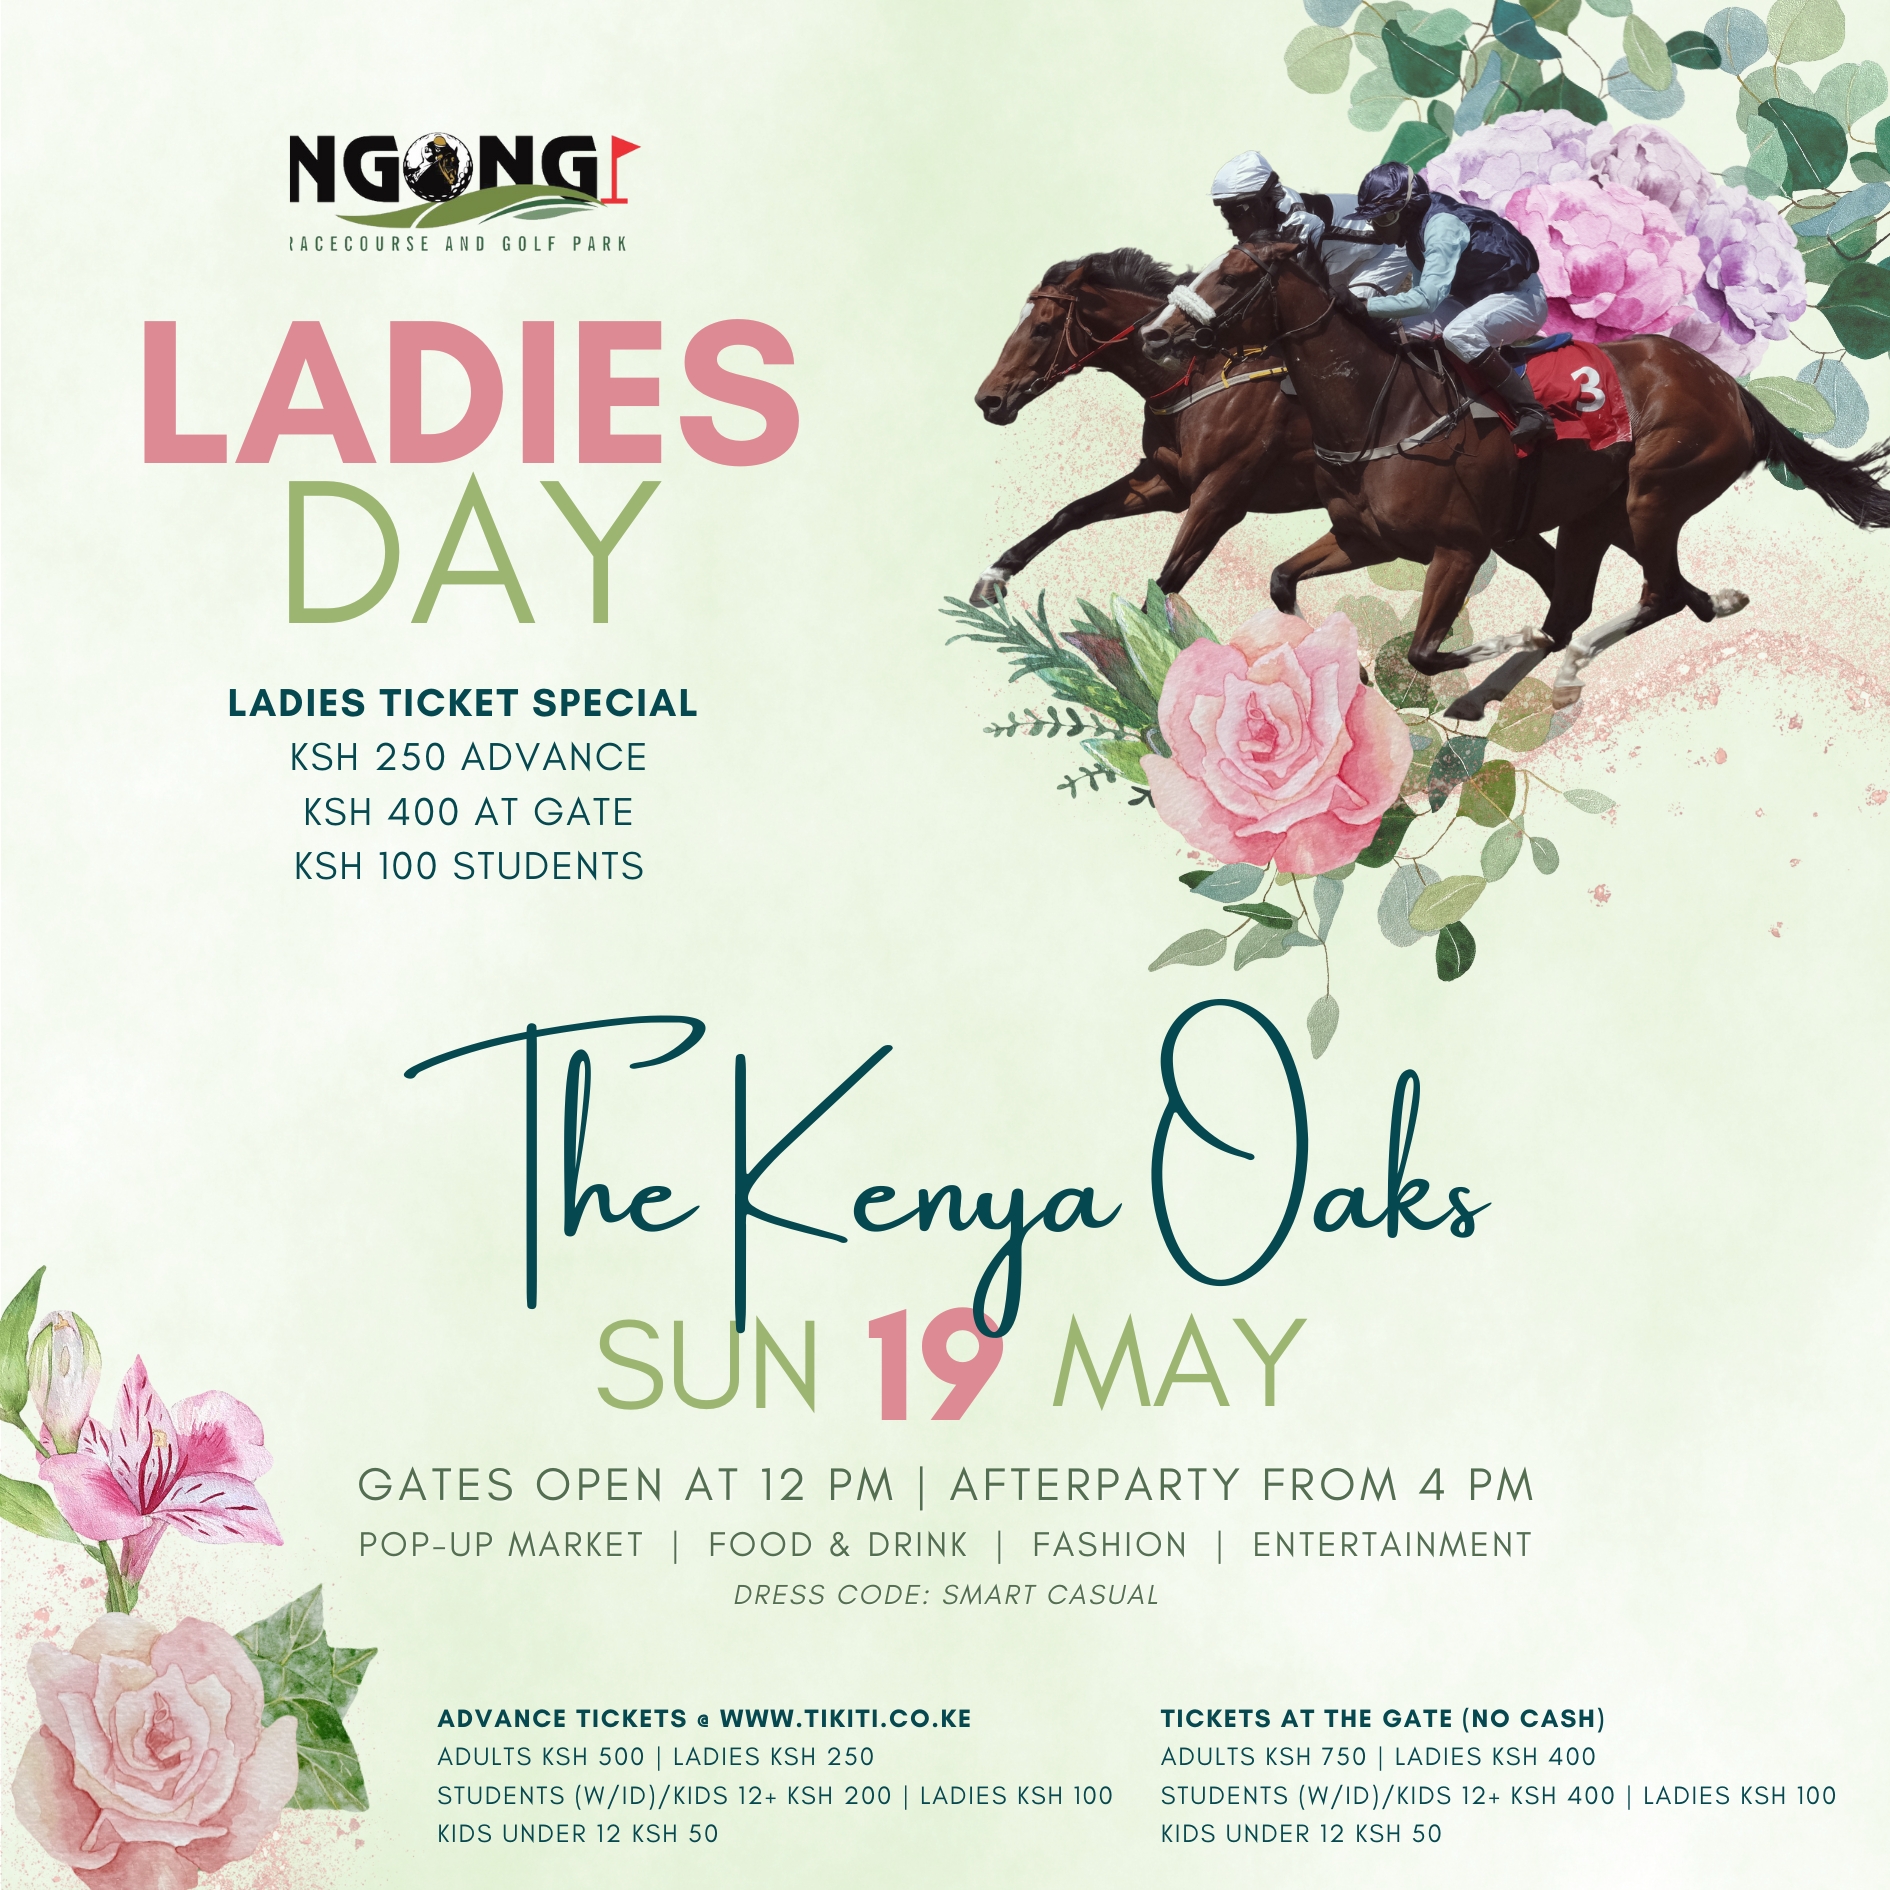 NGONG
RACECOURSE AND GOLF PARK
LADIES
DAY
LADIES TICKET SPECIAL
KSH 250 ADVANCE
KSH 400 AT GATE
KSH 100 STUDENTS
3
The Kenya Oaks
SUN 19 MAY
GATES OPEN AT 12 PM | AFTERPARTY FROM 4 PM
POP-UP MARKET | FOOD & DRINK | FASHION | ENTERTAINMENT
DRESS CODE: SMART CASUAL
ADVANCE TICKETS @ WWW.TIKITI.CO.KE
ADULTS KSH 500 | LADIES KSH 250
STUDENTS (W/ID)/KIDS 12+ KSH 200 | LADIES KSH 100
KIDS UNDER 12 KSH 50
TICKETS AT THE GATE (NO CASH)
ADULTS KSH 750 | LADIES KSH 400
STUDENTS (W/ID)/KIDS 12+ KSH 400 | LADIES KSH 100
KIDS UNDER 12 KSH 50